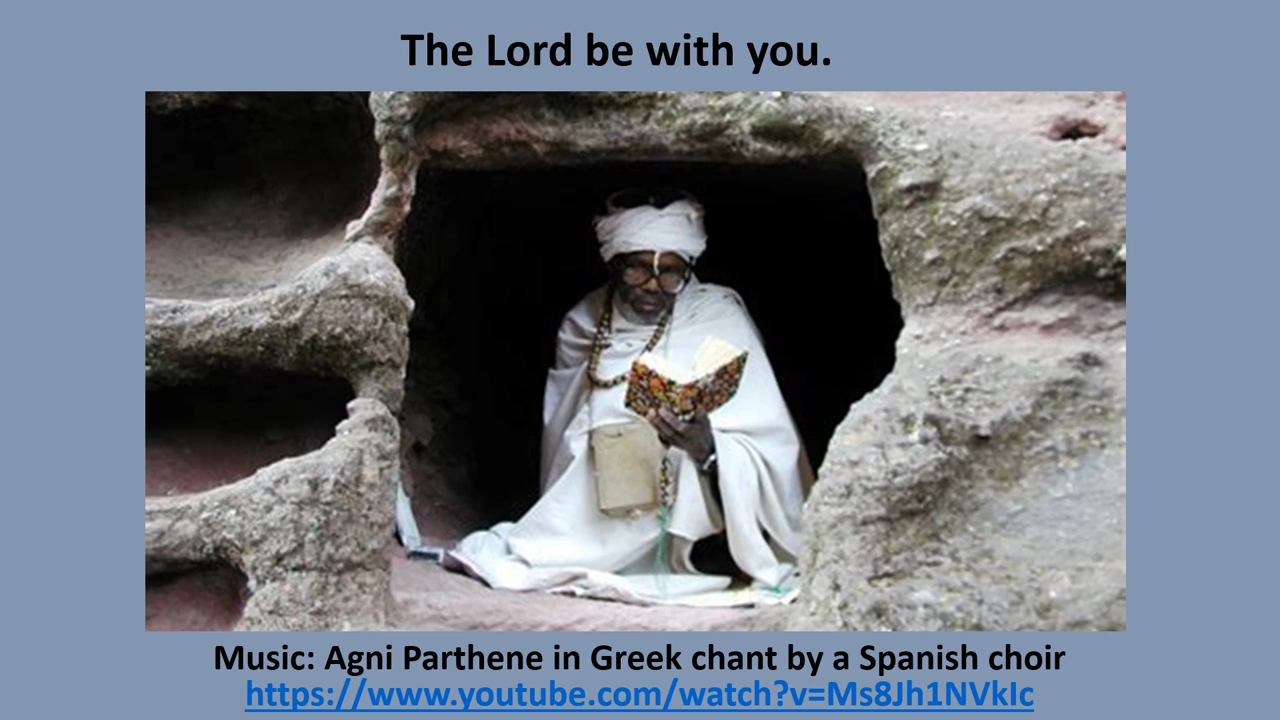 The Lord be with you.
Music: Agni Parthene in Greek chant by a Spanish choir
https://www.youtube.com/watch?v=Ms8Jh1NVkIc